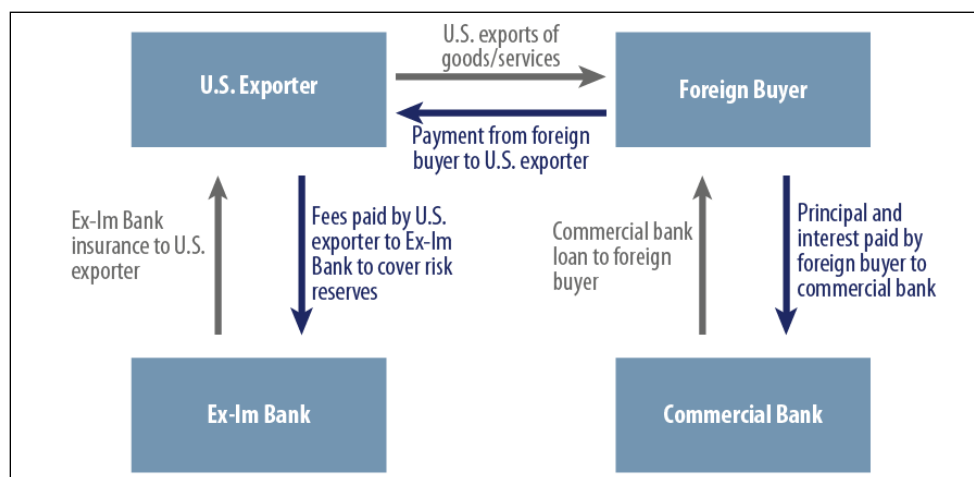 U.S. Exporter
U.S. exports of
goods/services
Payment from foreign
buyer to U.S. exporter
Foreign Buyer
Ex-Im Bank
insurance to U.S.
exporter
Fees paid by U.S.
exporter to Ex-Im
Bank to cover risk
reserves
Commercial bank
loan to foreign
buyer
Principal and
interest paid by
foreign buyer to
commercial bank
Ex-Im Bank
Commercial Bank